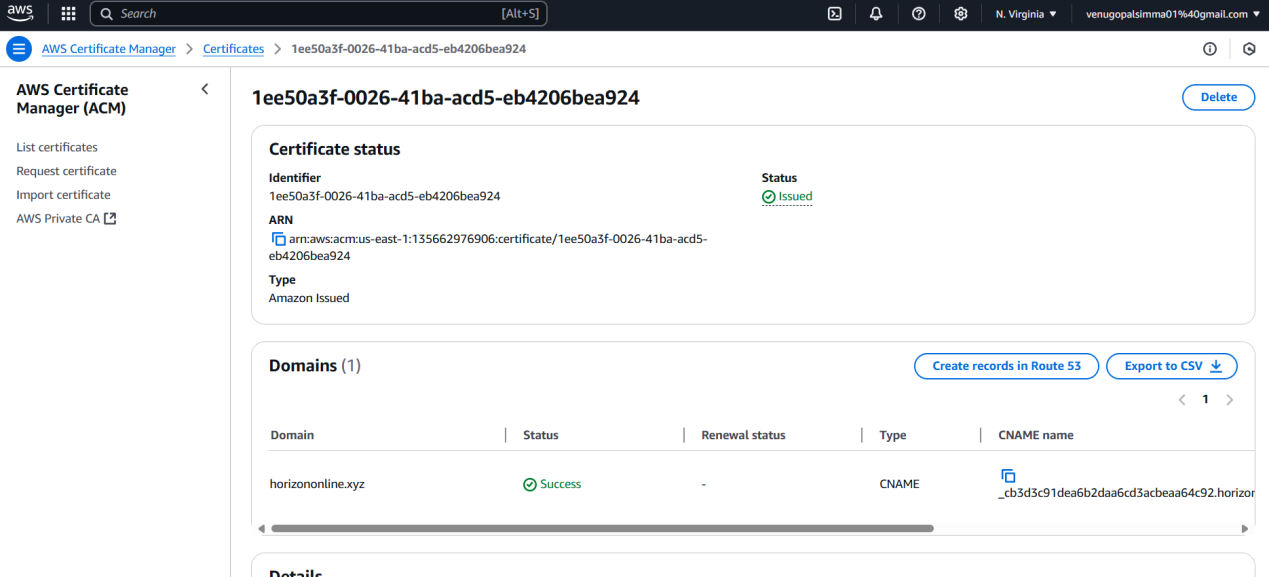 aws
Search [Alt+S] N. Virginia venugopalsimma01%40gmail.com
AWS Certificate Manager > Certificates > 1ee50a3f-0026-41ba-acd5-eb4206bea924
AWS Certificate
Manager (ACM)
List certificates
Request certificate
Import certificate
AWS Private CA
1ee50a3f-0026-41ba-acd5-eb4206bea924
Delete
Certificate status
Identifier
1ee50a3f-0026-41ba-acd5-eb4206bea924
ARN
arn:aws:acm:us-east-1:135662976906:certificate/1ee50a3f-0026-41ba-acd5-
eb4206bea924
Type
Amazon Issued
Status
Issued
Domains (1)
Create records in Route 53
Export to CSV
1
Domain Status Renewal status Type CNAME name
horizononline.xyz Success - CNAME
_cb3d3c91dea6b2daa6cd3acbeaa64c92.horizor
Details